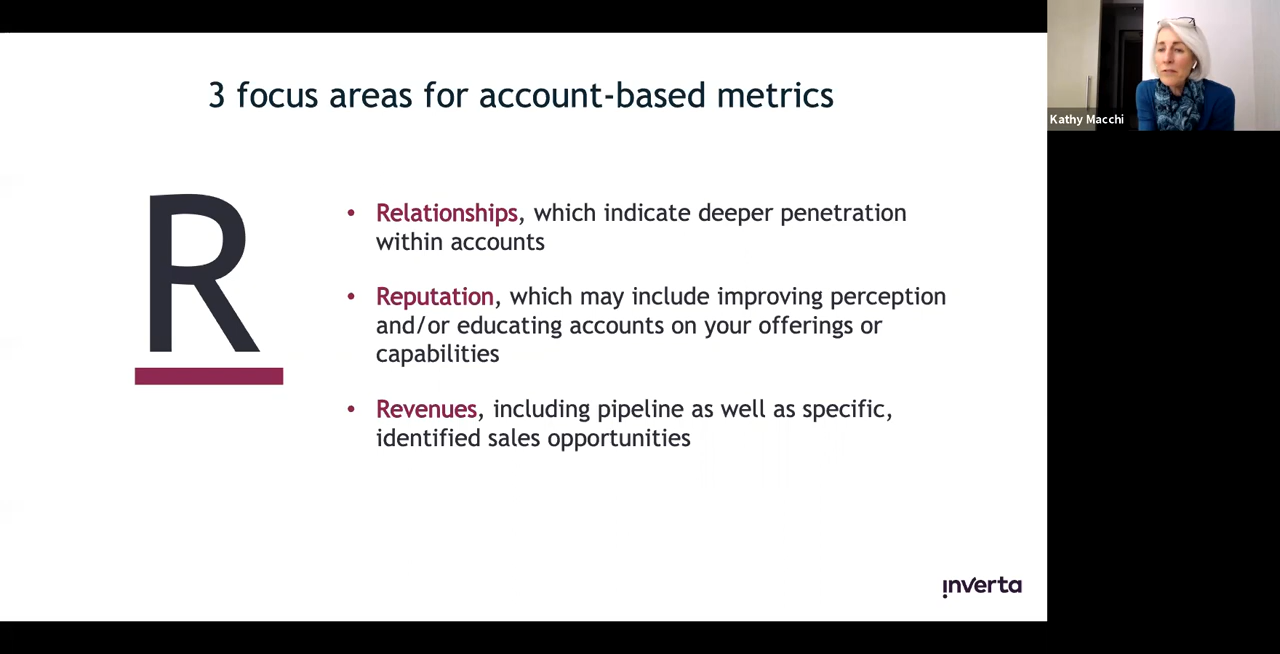 3 focus areas for account-based metrics
R
• Relationships, which indicate deeper penetration
within accounts
• Reputation, which may include improving perception
and/or educating accounts on your offerings or
capabilities
• Revenues, including pipeline as well as specific,
identified sales opportunities
inverta
Kathy Macchi